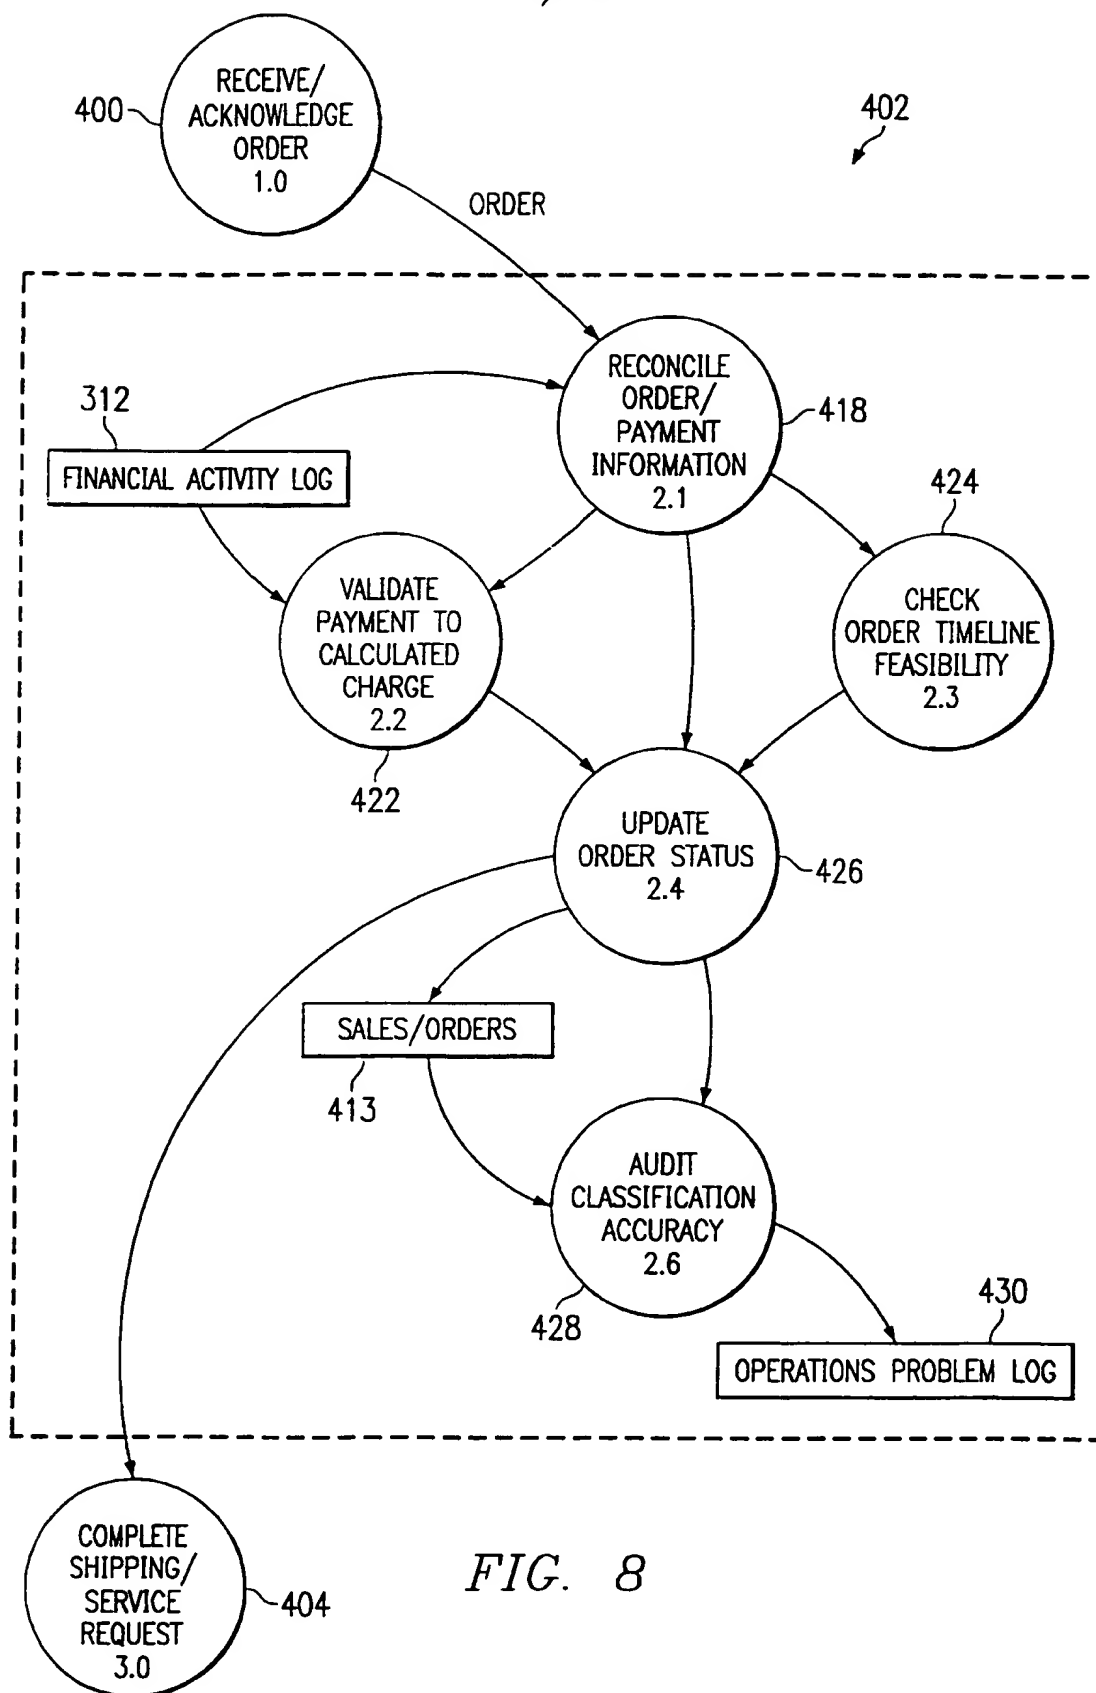 RECEIVE/
ACKNOWLEDGE
ORDER
1.0
400
402
ORDER
RECONCILE
ORDER/
PAYMENT
INFORMATION
2.1
418
312
FINANCIAL ACTIVITY LOG
424
VALIDATE
PAYMENT TO
CALCULATED
CHARGE
2.2
422
CHECK
ORDER TIMELINE
FEASIBILITY
2.3
UPDATE
ORDER STATUS
2.4
426
SALES/ORDERS
413
AUDIT
CLASSIFICATION
ACCURACY
2.6
428
430
OPERATIONS PROBLEM LOG
COMPLETE
SHIPPING/
SERVICE
REQUEST
3.0
404
FIG. 8